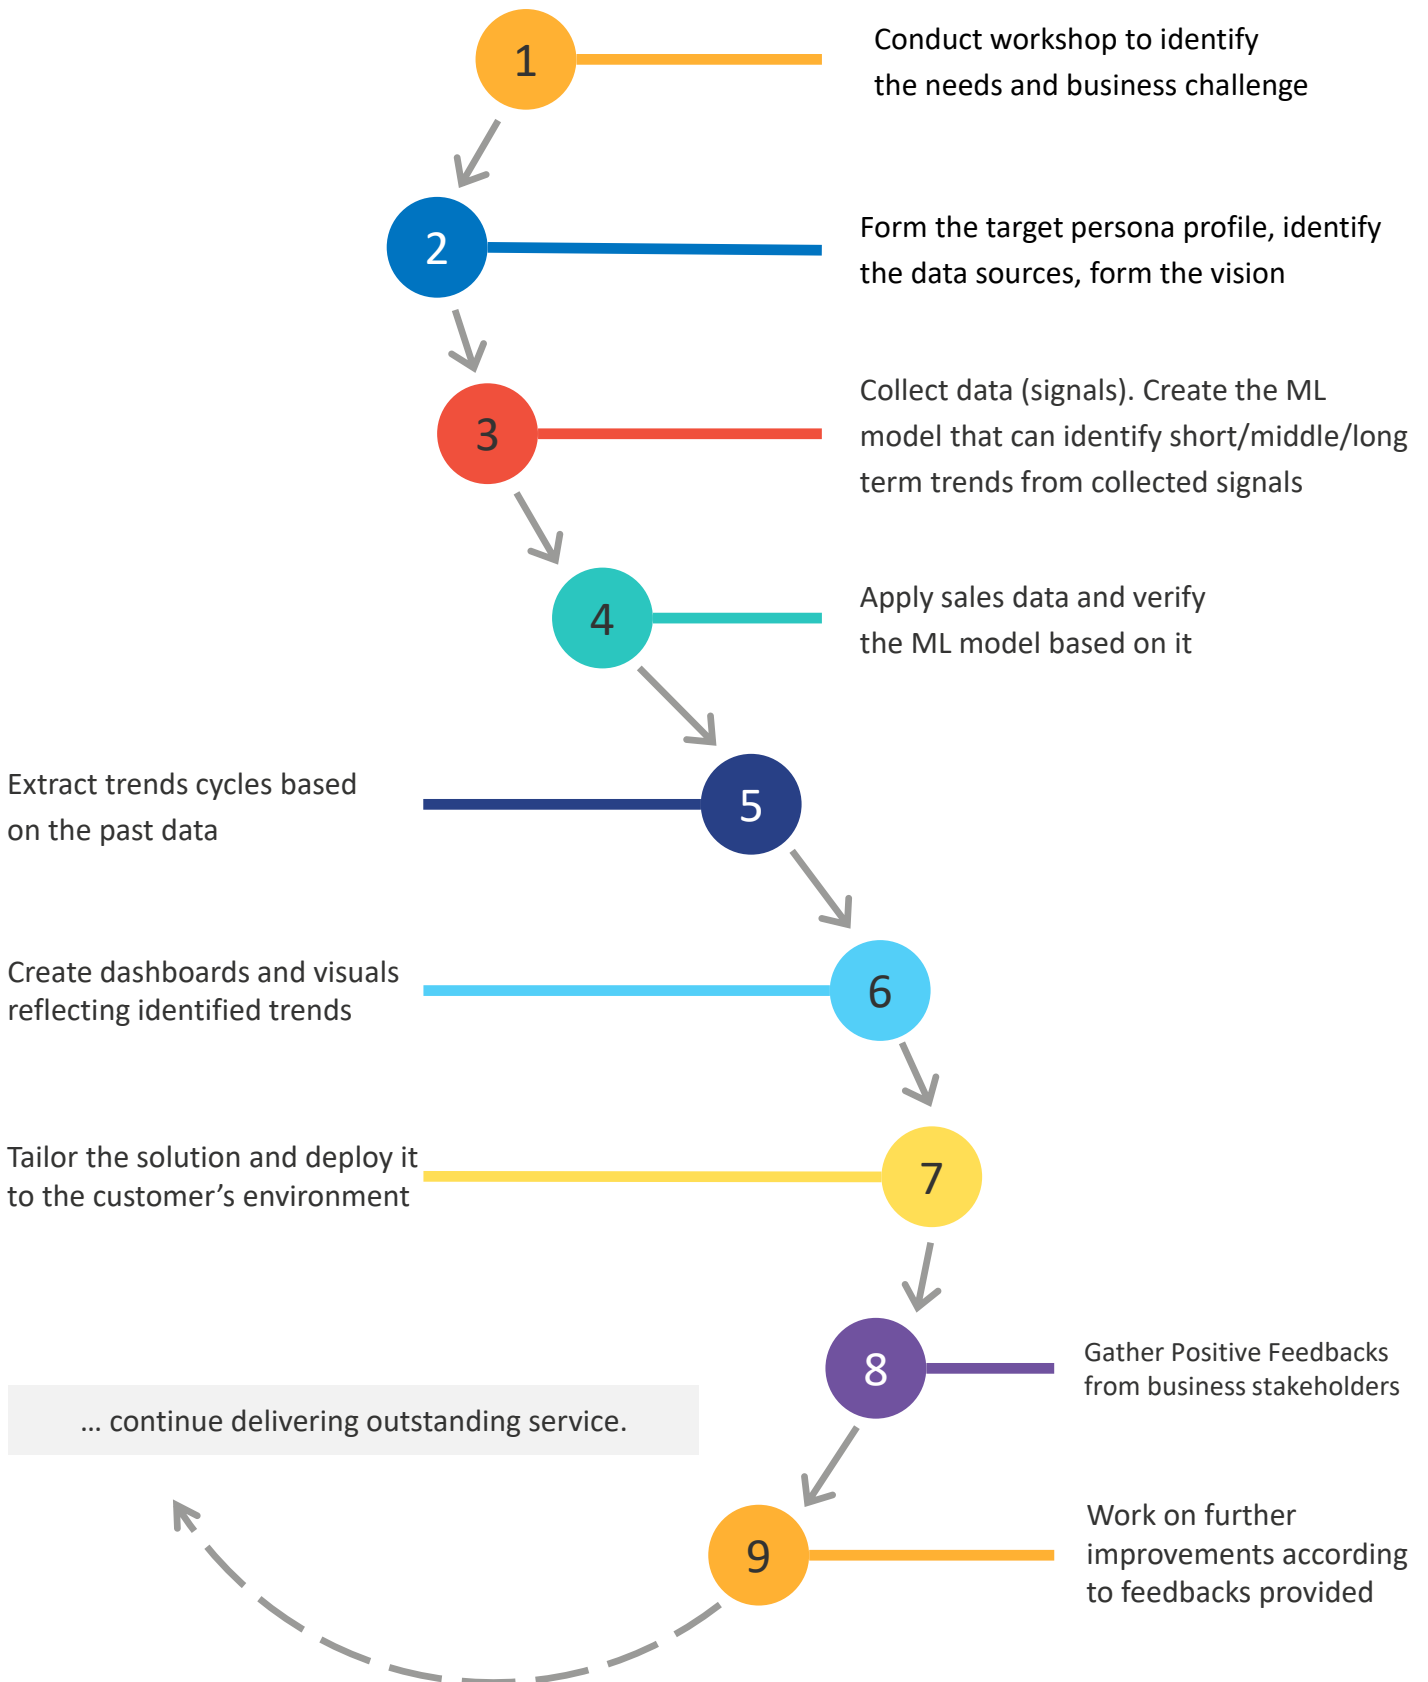 1
Conduct workshop to identify
the needs and business challenge
2
Form the target persona profile, identify
the data sources, form the vision
3
Collect data (signals). Create the ML
model that can identify short/middle/long
term trends from collected signals
4
Apply sales data and verify
the ML model based on it
5
Extract trends cycles based
on the past data
6
Create dashboards and visuals
reflecting identified trends
7
Tailor the solution and deploy it
to the customer’s environment
8
Gather Positive Feedbacks
from business stakeholders
9
Work on further
improvements according
to feedbacks provided
... continue delivering outstanding service.